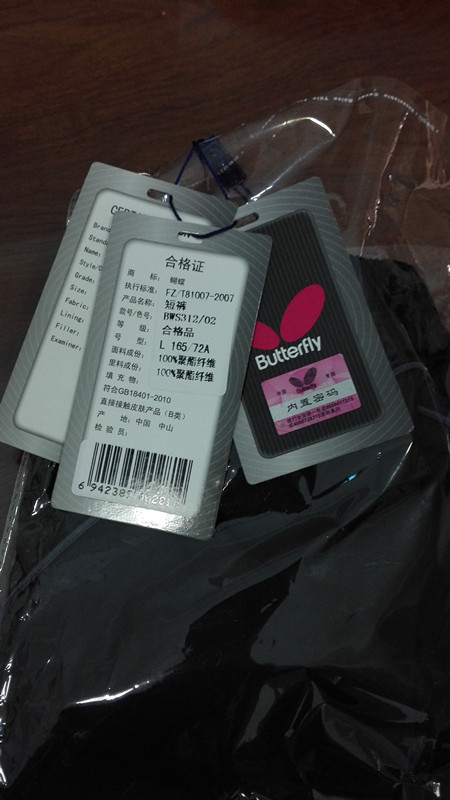 Brand
Stand
Name:
Style/C
Grade:
Size:
Fabric:
Lining:
Filler:
Examiner:
合格证
商 标: 蝴蝶
执行标准: FZ/T81007-2007
产品名称: 短裤
款号/色号: BWS312/02
等 级: 合格品
号 型: L 165/72A
面料成份: 100%聚酯纤维
里料成份: 100%聚酯纤维
填 充 物:
符合GB18401-2010
直接接触皮肤产品（B类）
产 地: 中国 中山
检 验 员:
Butterfly
Butterfly
内置密码